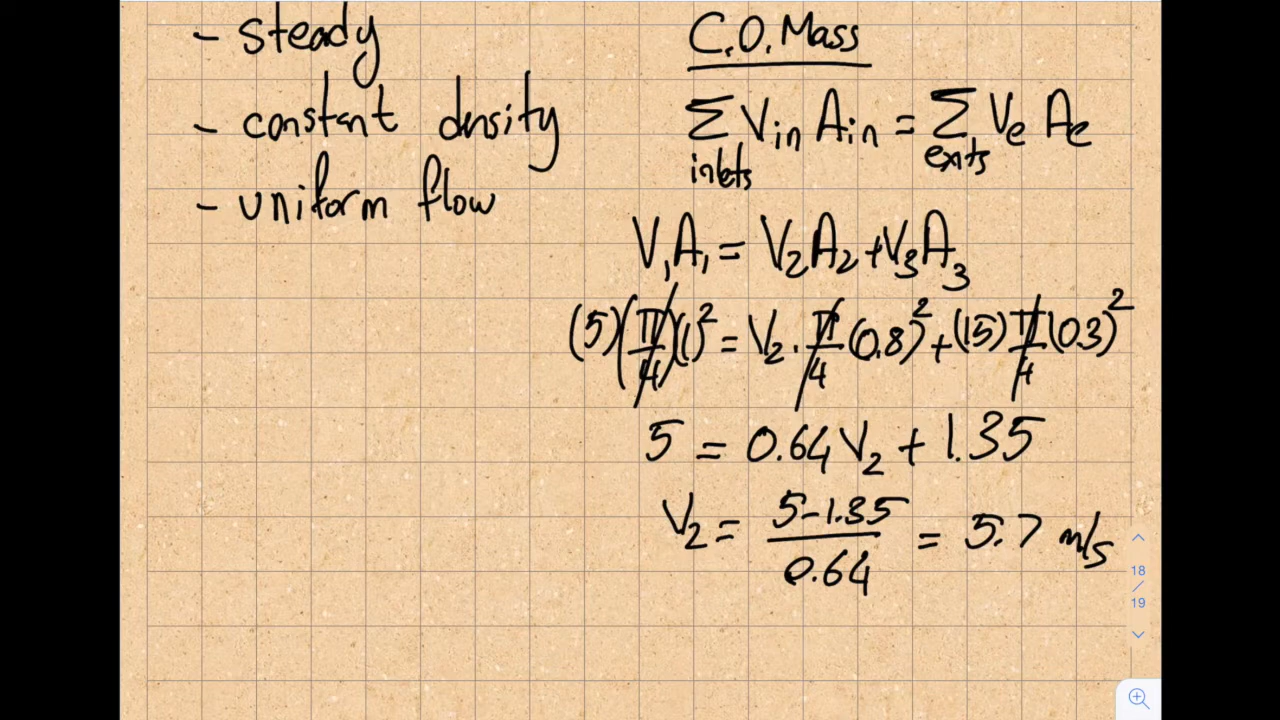 - steady
- constant density
- uniform flow
C.O. Mass
∑ Vin Ain = ∑ Ve Ae
inlets exits
V₁A₁ = V₂A₂ + V₃A₃
(5)(π/4)(1)² = V₂ · π/4 (0.8)² + (15) π/4 (0.3)²
5 = 0.64 V₂ + 1.35
V₂ = 5-1.35 / 0.64 = 5.7 m/s
18
/
19